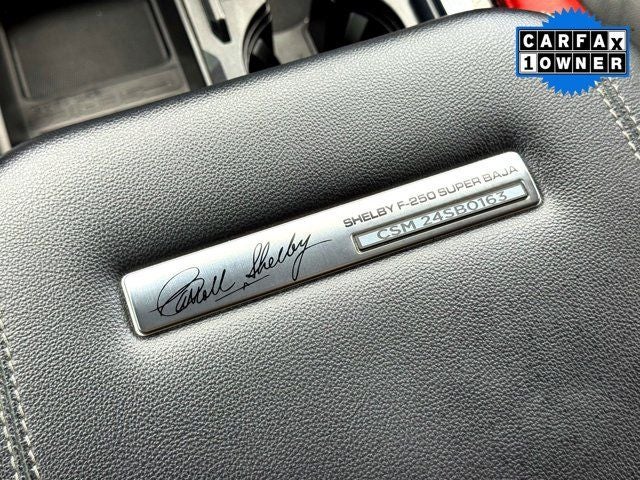 CARFAX
1 OWNER
SHELBY F-250 SUPER BAJA
Carroll Shelby
CSM 24SB0163